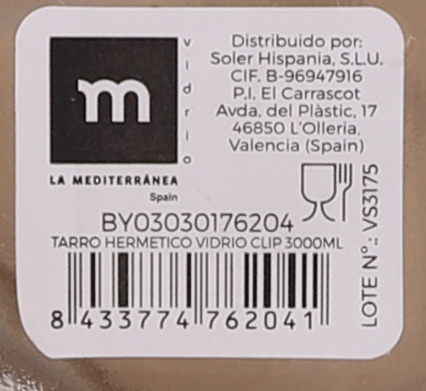 m
vidrio
LA MEDITERRÁNEA
Spain
Distribuido por:
Soler Hispania, S.L.U.
CIF. B-96947916
P.I. El Carrascot
Avda. del Plàstic, 17
46850 L'Olleria,
Valencia (Spain)
BY03030176204
TARRO HERMETICO VIDRIO CLIP 3000ML
8 433774 762041
LOTE Nº.: VS3175